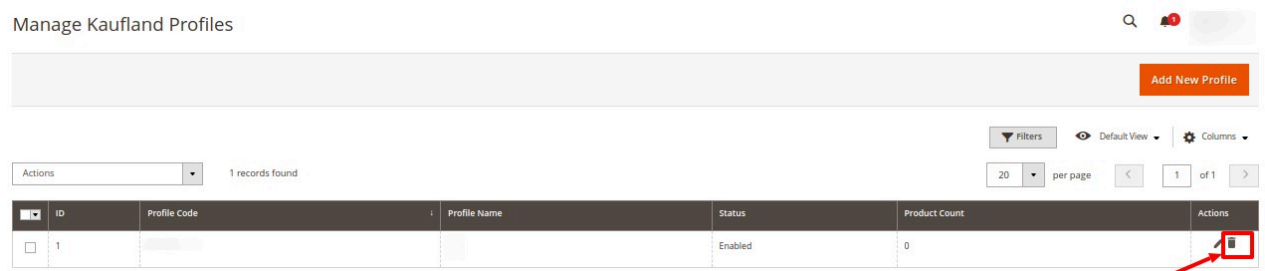 Manage Kaufland Profiles
1
Add New Profile
Filters Default View Columns
Actions 1 records found 20 per page 1 of 1
ID Profile Code ↓ Profile Name Status Product Count Actions
1 Enabled 0